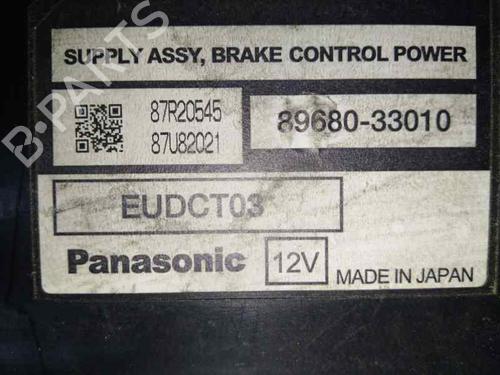 SUPPLY ASSY, BRAKE CONTROL POWER
87R20545
87U82021
89680-33010
EUDCT03
Panasonic 12V MADE IN JAPAN
B-PARTS